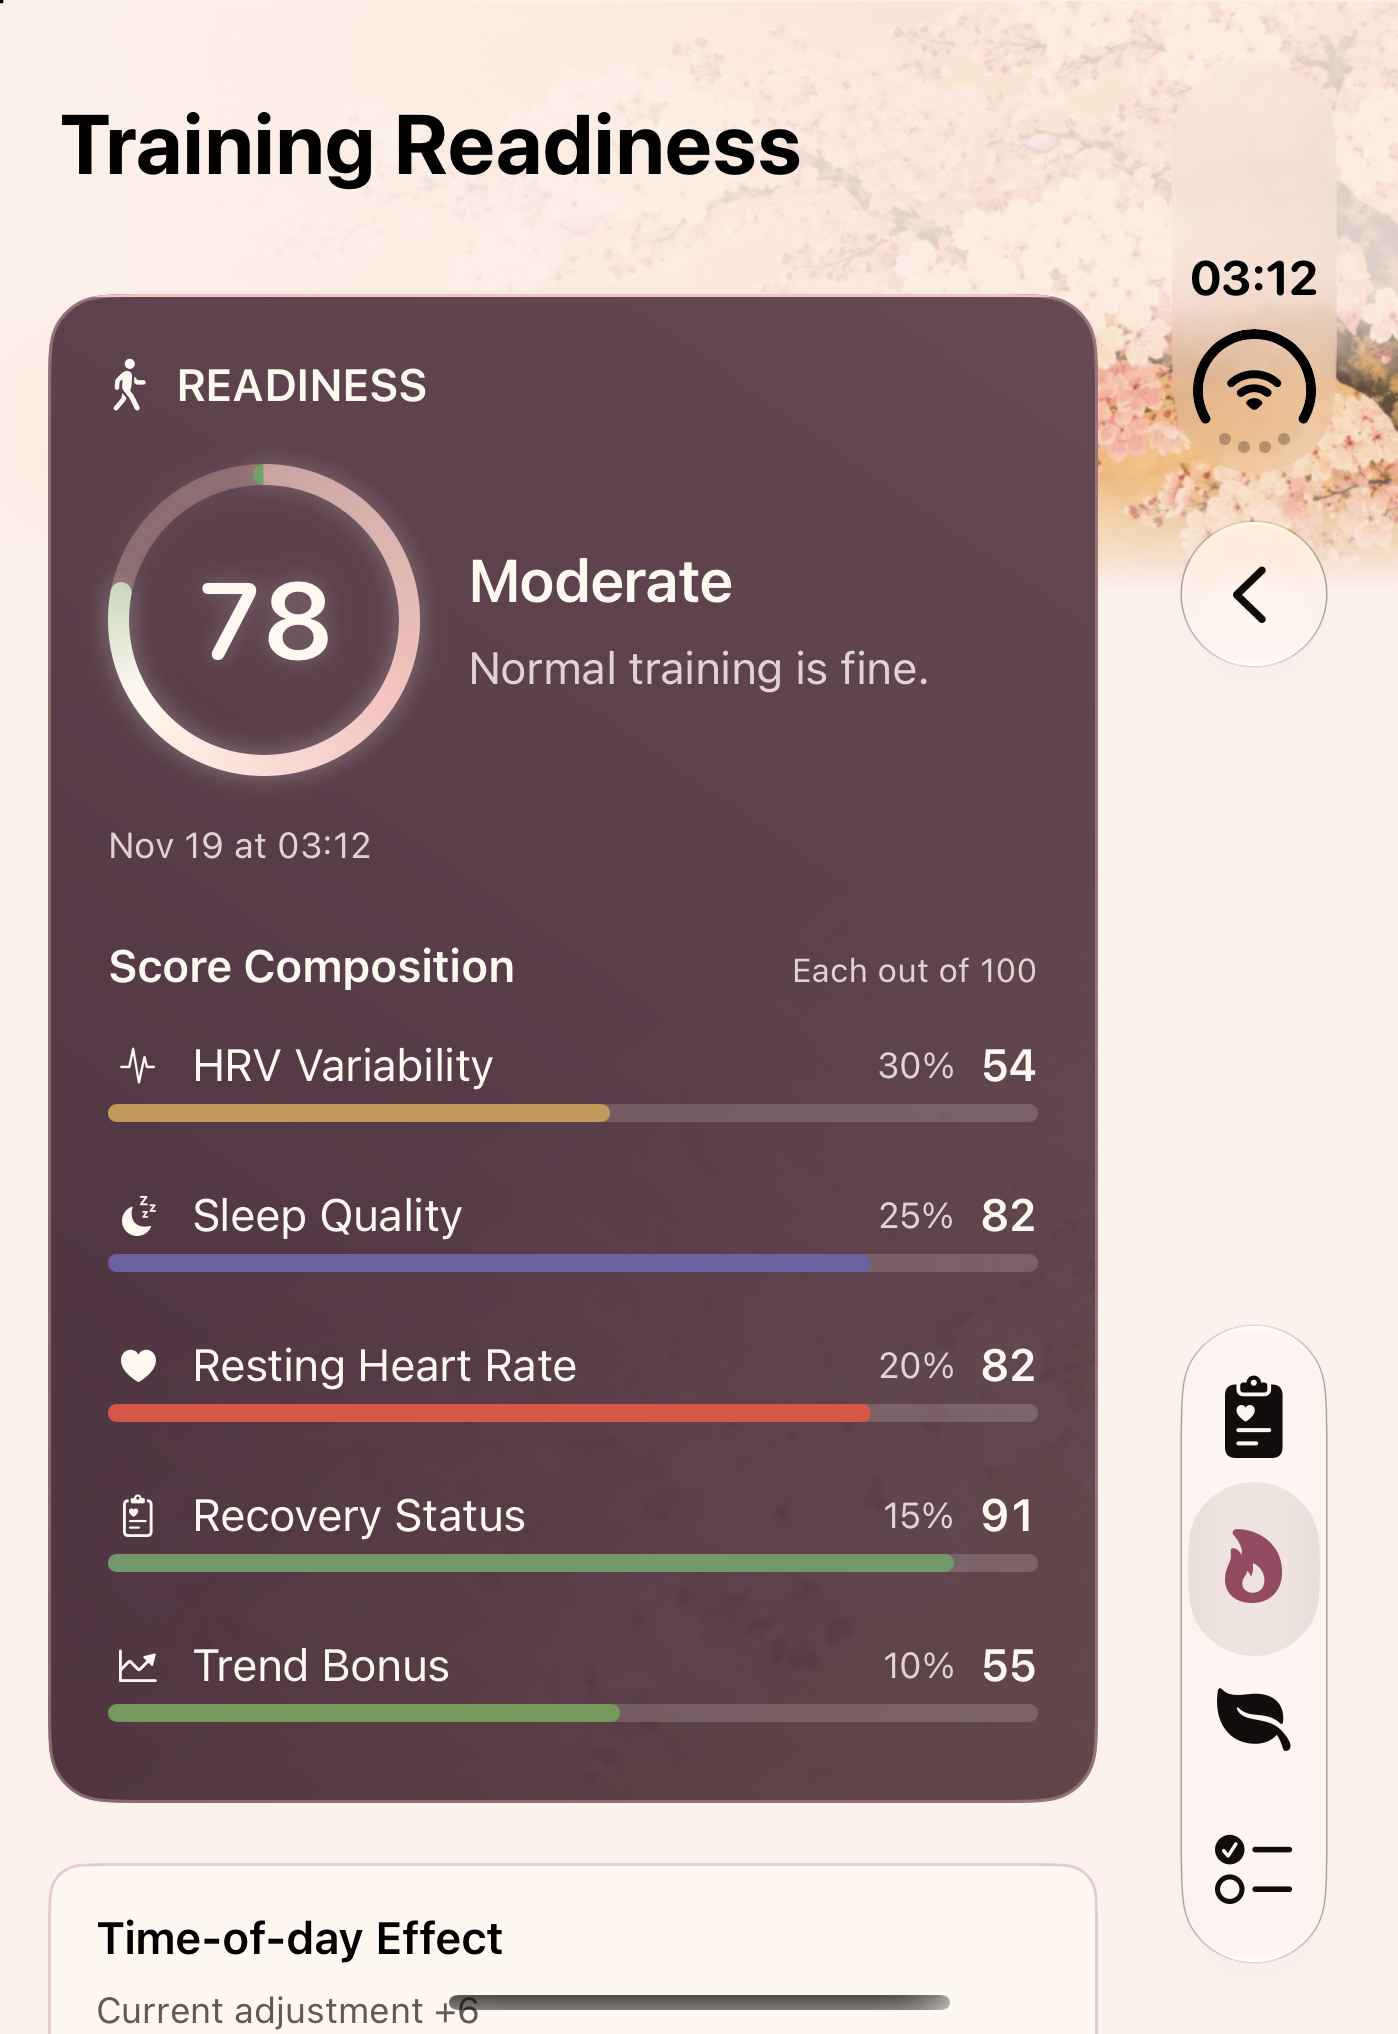 Training Readiness
03:12
READINESS
78
Moderate
Normal training is fine.
Nov 19 at 03:12
Score Composition Each out of 100
HRV Variability 30% 54
Sleep Quality 25% 82
Resting Heart Rate 20% 82
Recovery Status 15% 91
Trend Bonus 10% 55
Time-of-day Effect
Current adjustment +6